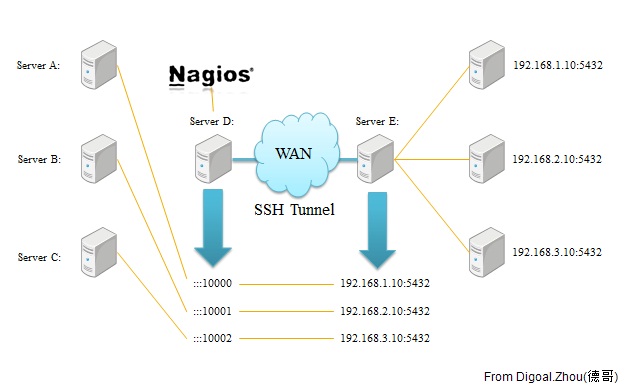 Server A:
192.168.1.10:5432
Nagios®
Server D:
Server E:
Server B:
WAN
192.168.2.10:5432
SSH Tunnel
Server C:
192.168.3.10:5432
:::10000
192.168.1.10:5432
:::10001
192.168.2.10:5432
:::10002
192.168.3.10:5432
From Digoal.Zhou(德哥)